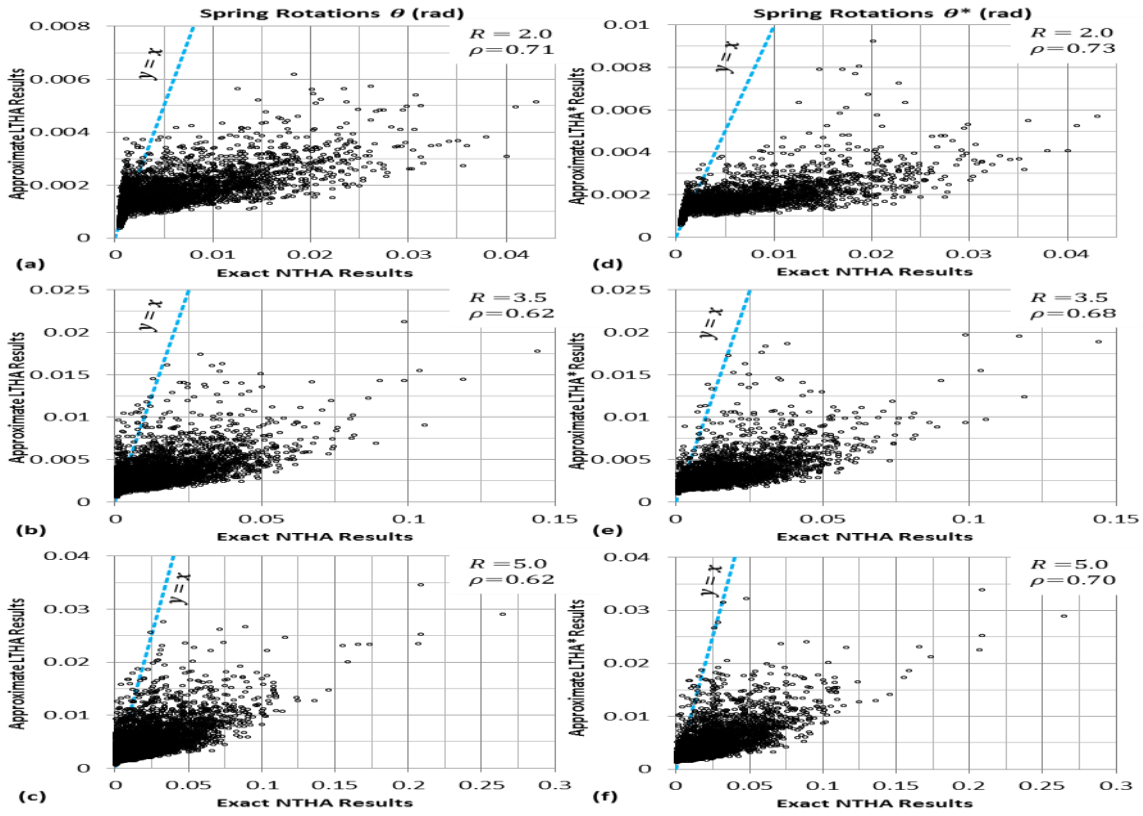 Spring Rotations θ (rad)
0.008
0.006
0.004
0.002
0
Approximate LTHA Results
y = x
R = 2.0
ρ=0.71
0 0.01 0.02 0.03 0.04
(a) Exact NTHA Results
Spring Rotations θ* (rad)
0.01
0.008
0.006
0.004
0.002
0
Approximate LTHA* Results
y = x
R = 2.0
ρ=0.73
0 0.01 0.02 0.03 0.04
(d) Exact NTHA Results
0.025
0.02
0.015
0.01
0.005
0
Approximate LTHA Results
y = x
R =3.5
ρ=0.62
0 0.05 0.1 0.15
(b) Exact NTHA Results
0.025
0.02
0.015
0.01
0.005
0
Approximate LTHA* Results
y = x
R =3.5
ρ=0.68
0 0.05 0.1 0.15
(e) Exact NTHA Results
0.04
0.03
0.02
0.01
0
Approximate LTHA Results
y = x
R=5.0
ρ=0.62
0 0.05 0.1 0.15 0.2 0.25 0.3
(c) Exact NTHA Results
0.04
0.03
0.02
0.01
0
Approximate LTHA* Results
y = x
R=5.0
ρ=0.70
0 0.05 0.1 0.15 0.2 0.25 0.3
(f) Exact NTHA Results